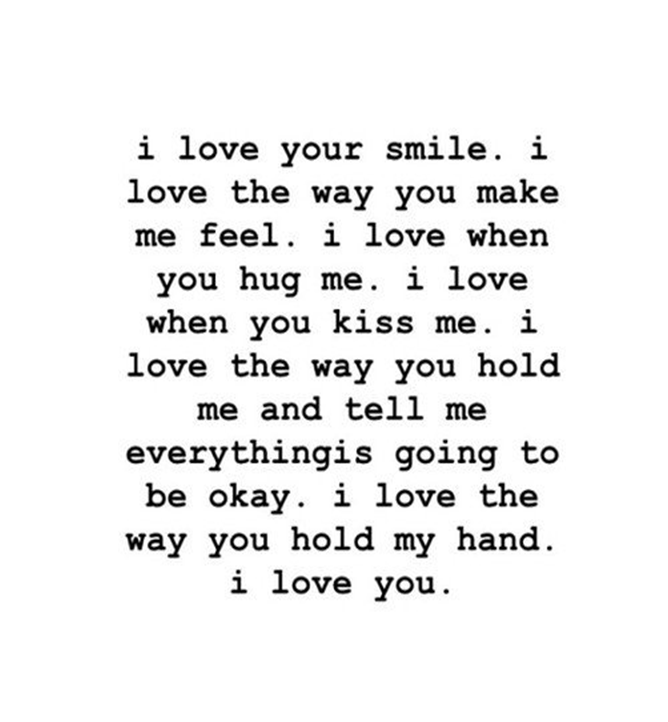 i love your smile. i
love the way you make
me feel. i love when
you hug me. i love
when you kiss me. i
love the way you hold
me and tell me
everythingis going to
be okay. i love the
way you hold my hand.
i love you.